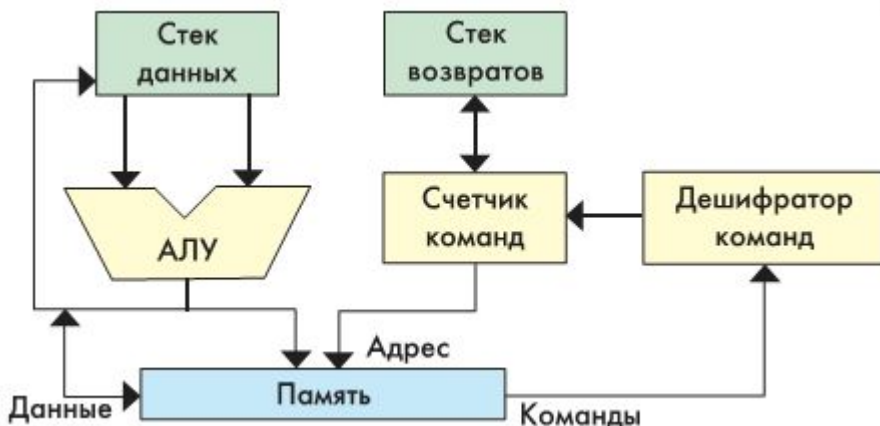 Стек
данных
Стек
возвратов
АЛУ
Счетчик
команд
Дешифратор
команд
Адрес
Данные
Память
Команды